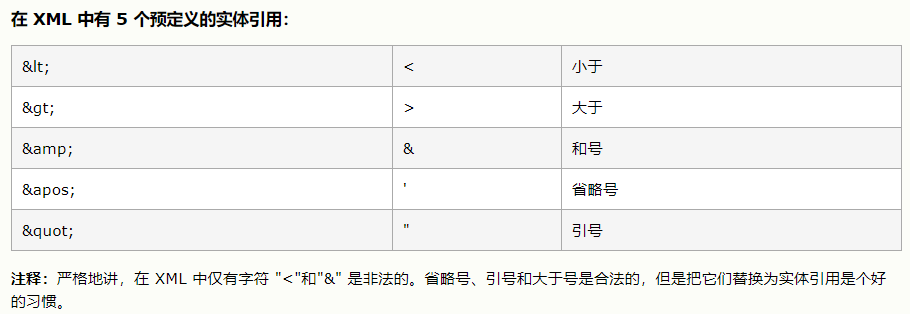 在 XML 中有 5 个预定义的实体引用：
&lt; < 小于
&gt; > 大于
&amp; & 和号
&apos; ' 省略号
&quot; " 引号
注释：严格地讲，在 XML 中仅有字符 "<"和"&" 是非法的。省略号、引号和大于号是合法的，但是把它们替换为实体引用是个好
的习惯。